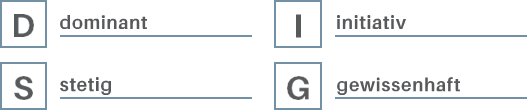 D dominant I initiativ
S stetig G gewissenhaft